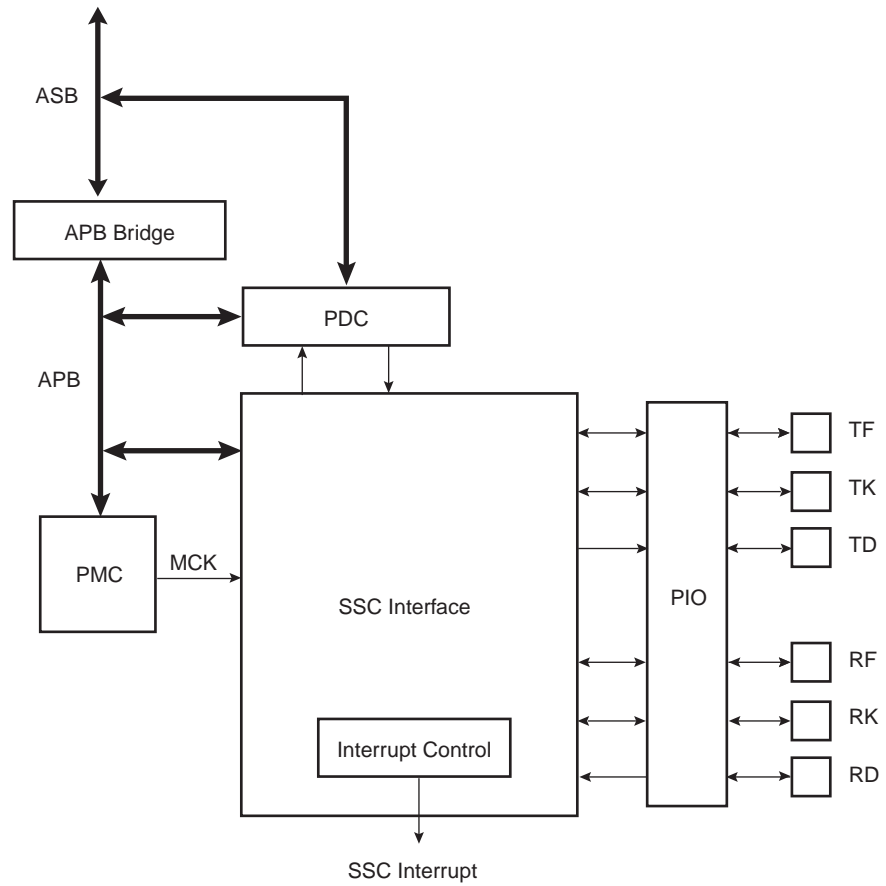 ASB
APB Bridge
PDC
APB
TF
TK
TD
PMC
MCK
SSC Interface
PIO
RF
RK
RD
Interrupt Control
SSC Interrupt